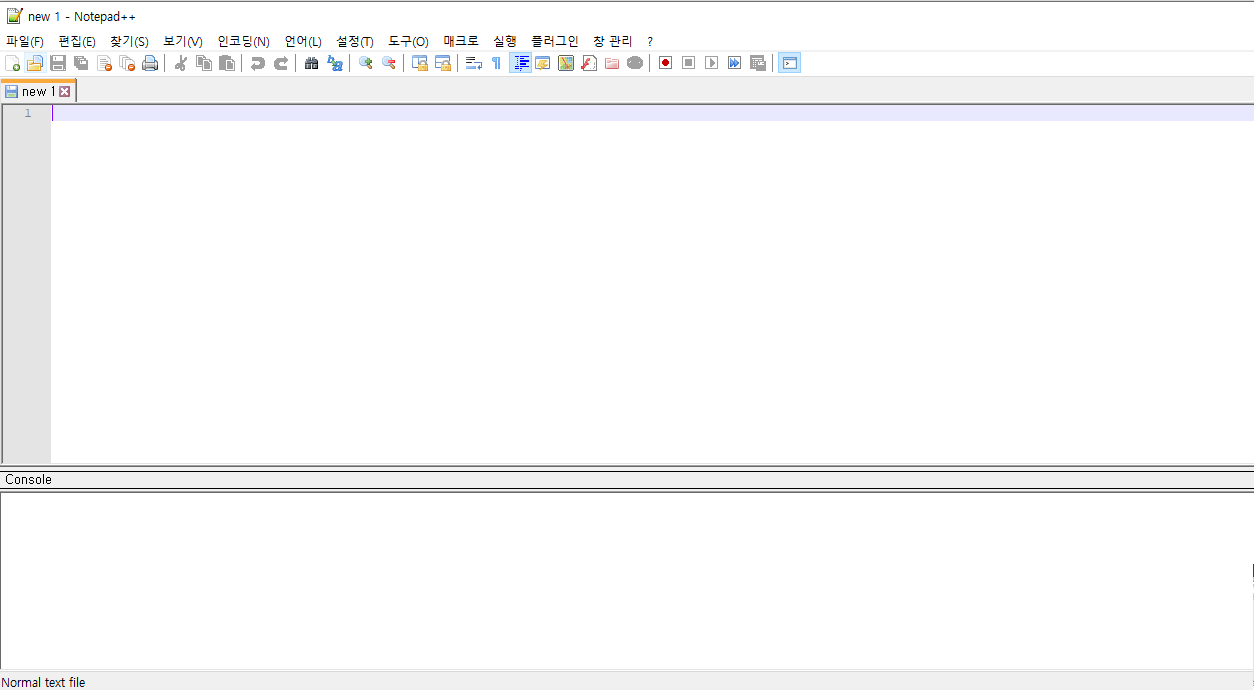 new 1 - Notepad++
파일(F) 편집(E) 찾기(S) 보기(V) 인코딩(N) 언어(L) 설정(T) 도구(O) 매크로 실행 플러그인 창 관리 ?
new 1
1
Console
Normal text file